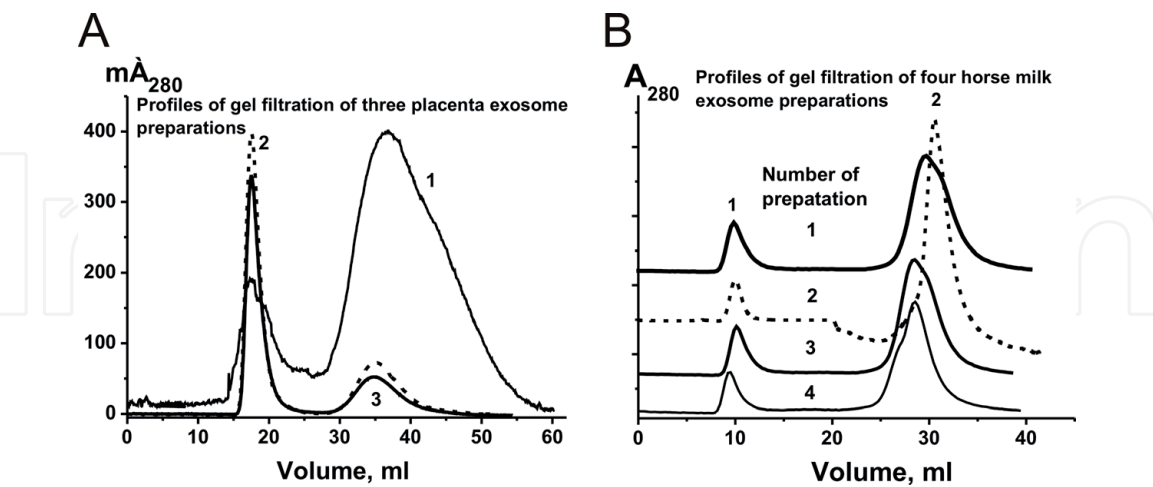 A
mÀ280
Profiles of gel filtration of three placenta exosome
preparations
2
1
3
400
300
200
100
0
0 10 20 30 40 50 60
Volume, ml
B
A280
Profiles of gel filtration of four horse milk
exosome preparations
2
Number of
prepatation
1
1
2
3
4
0 10 20 30 40
Volume, ml